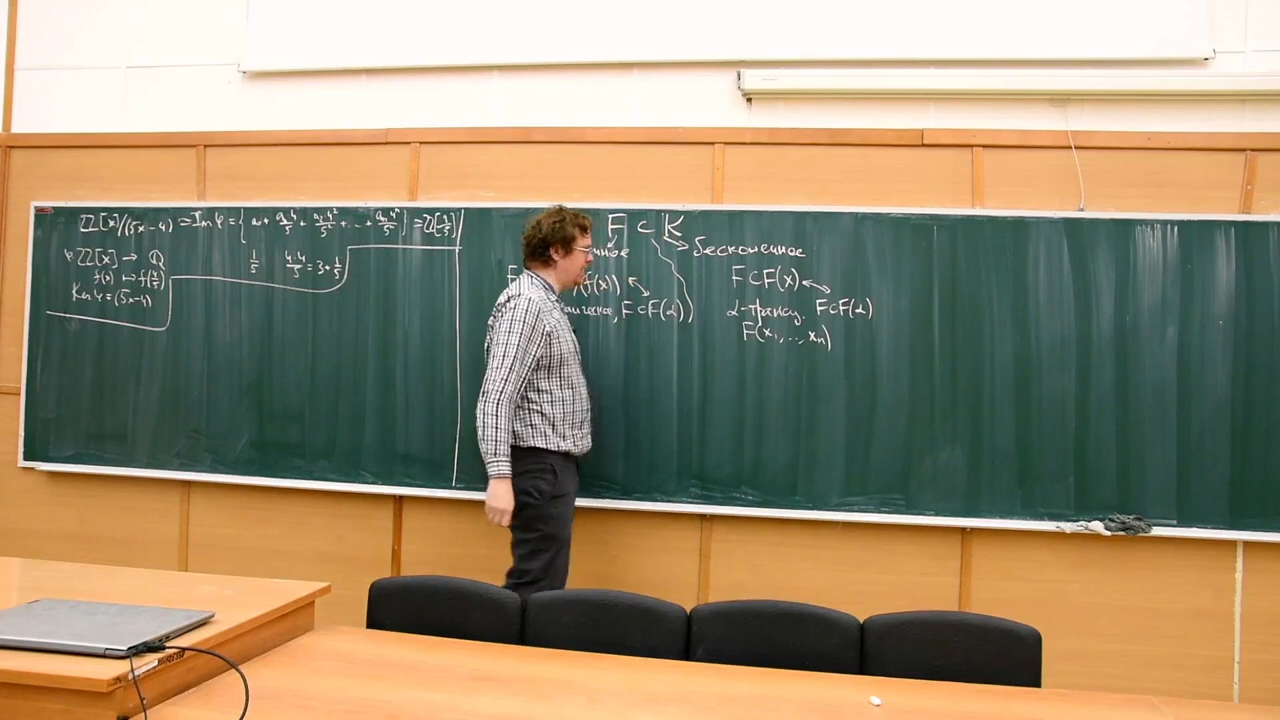 ℤ[x]/(5x-4) = Im φ = { a₀ + a₁4/5 + a₂4²/5² + ... + aₙ4ⁿ/5ⁿ } = ℤ[1/5]
φ: ℤ[x] → ℚ
f(x) ↦ f(4/5)
Ker φ = (5x-4)
1/5 4·4/5 = 3 + 1/5
F ⊂ K
бесконечное
(f(x))
F ⊂ F(α))
F ⊂ F(x)
α-трансц. F ⊂ F(α)
F(x₁, ..., xₙ)